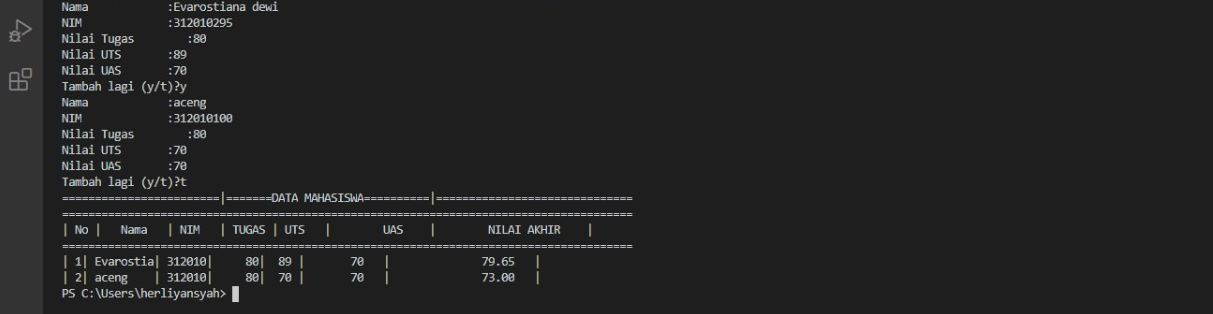 Nama            :Evarostiana dewi
NIM             :312010295
Nilai Tugas        :80
Nilai UTS       :89
Nilai UAS       :70
Tambah lagi (y/t)?y
Nama            :aceng
NIM             :312010100
Nilai Tugas        :80
Nilai UTS       :70
Nilai UAS       :70
Tambah lagi (y/t)?t
========================|=======DATA MAHASISWA==========|==============================
=======================================================================================
| No |   Nama   | NIM   | TUGAS | UTS   |        UAS    |        NILAI AKHIR    |
=======================================================================================
|  1| Evarostia| 312010|     80|  89 |       70   |              79.65   |
|  2| aceng    | 312010|     80|  70 |       70   |              73.00   |
PS C:\Users\herliyansyah>